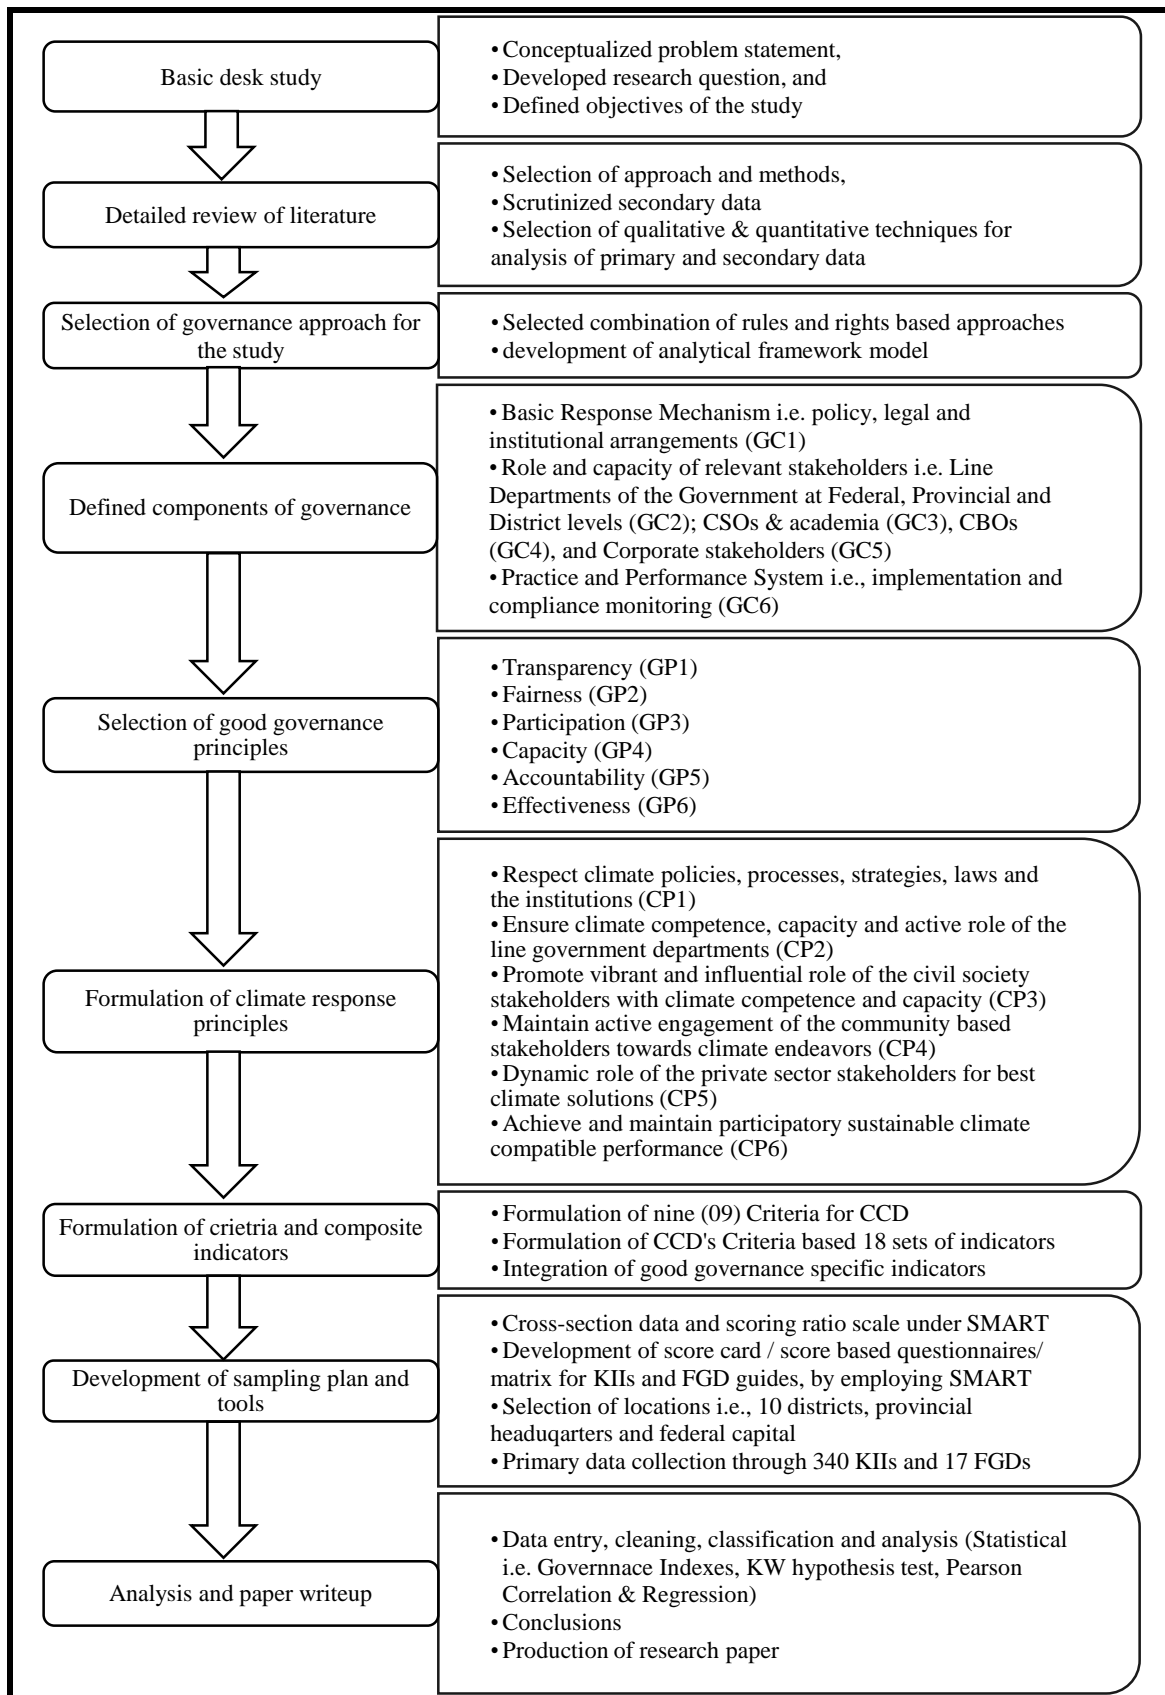 Basic desk study
•Conceptualized problem statement,
•Developed research question, and
•Defined objectives of the study
Detailed review of literature
•Selection of approach and methods,
•Scrutinized secondary data
•Selection of qualitative & quantitative techniques for
analysis of primary and secondary data
Selection of governance approach for
the study
•Selected combination of rules and rights based approaches
•development of analytical framework model
Defined components of governance
•Basic Response Mechanism i.e. policy, legal and
institutional arrangements (GC1)
•Role and capacity of relevant stakeholders i.e. Line
Departments of the Government at Federal, Provincial and
District levels (GC2); CSOs & academia (GC3), CBOs
(GC4), and Corporate stakeholders (GC5)
•Practice and Performance System i.e., implementation and
compliance monitoring (GC6)
Selection of good governance
principles
•Transparency (GP1)
•Fairness (GP2)
•Participation (GP3)
•Capacity (GP4)
•Accountability (GP5)
•Effectiveness (GP6)
Formulation of climate response
principles
•Respect climate policies, processes, strategies, laws and
the institutions (CP1)
•Ensure climate competence, capacity and active role of the
line government departments (CP2)
•Promote vibrant and influential role of the civil society
stakeholders with climate competence and capacity (CP3)
•Maintain active engagement of the community based
stakeholders towards climate endeavors (CP4)
•Dynamic role of the private sector stakeholders for best
climate solutions (CP5)
•Achieve and maintain participatory sustainable climate
compatible performance (CP6)
Formulation of crietria and composite
indicators
•Formulation of nine (09) Criteria for CCD
•Formulation of CCD's Criteria based 18 sets of indicators
•Integration of good governance specific indicators
Development of sampling plan and
tools
•Cross-section data and scoring ratio scale under SMART
•Development of score card / score based questionnaires/
matrix for KIIs and FGD guides, by employing SMART
•Selection of locations i.e., 10 districts, provincial
headuqarters and federal capital
•Primary data collection through 340 KIIs and 17 FGDs
Analysis and paper writeup
•Data entry, cleaning, classification and analysis (Statistical
i.e. Governnace Indexes, KW hypothesis test, Pearson
Correlation & Regression)
•Conclusions
•Production of research paper